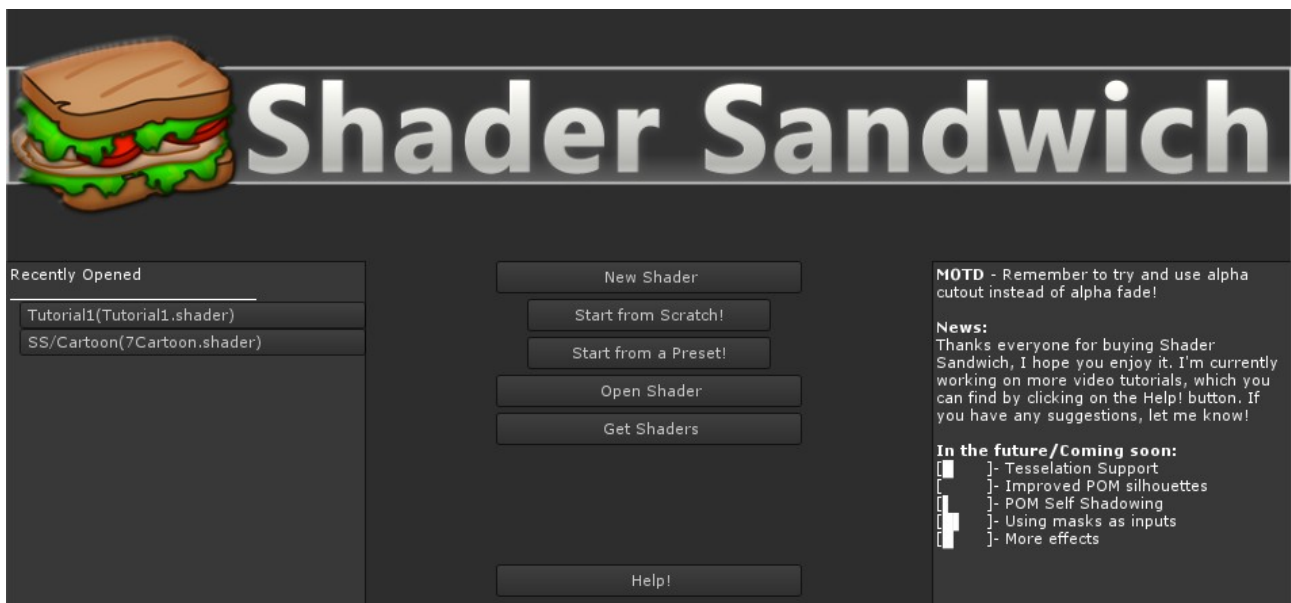 Shader Sandwich
Recently Opened
Tutorial1(Tutorial1.shader)
SS/Cartoon(7Cartoon.shader)
New Shader
Start from Scratch!
Start from a Preset!
Open Shader
Get Shaders
Help!
MOTD - Remember to try and use alpha
cutout instead of alpha fade!
News:
Thanks everyone for buying Shader
Sandwich, I hope you enjoy it. I'm currently
working on more video tutorials, which you
can find by clicking on the Help! button. If
you have any suggestions, let me know!
In the future/Coming soon:
[█ ]- Tesselation Support
[ ]- Improved POM silhouettes
[▌ ]- POM Self Shadowing
[██ ]- Using masks as inputs
[█ ]- More effects